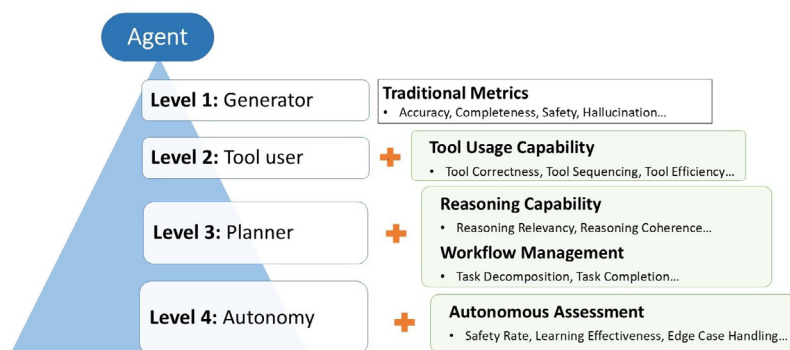 Agent
Level 1: Generator
Traditional Metrics
• Accuracy, Completeness, Safety, Hallucination...
Level 2: Tool user
Tool Usage Capability
• Tool Correctness, Tool Sequencing, Tool Efficiency...
Level 3: Planner
Reasoning Capability
• Reasoning Relevancy, Reasoning Coherence...
Workflow Management
• Task Decomposition, Task Completion...
Level 4: Autonomy
Autonomous Assessment
• Safety Rate, Learning Effectiveness, Edge Case Handling...